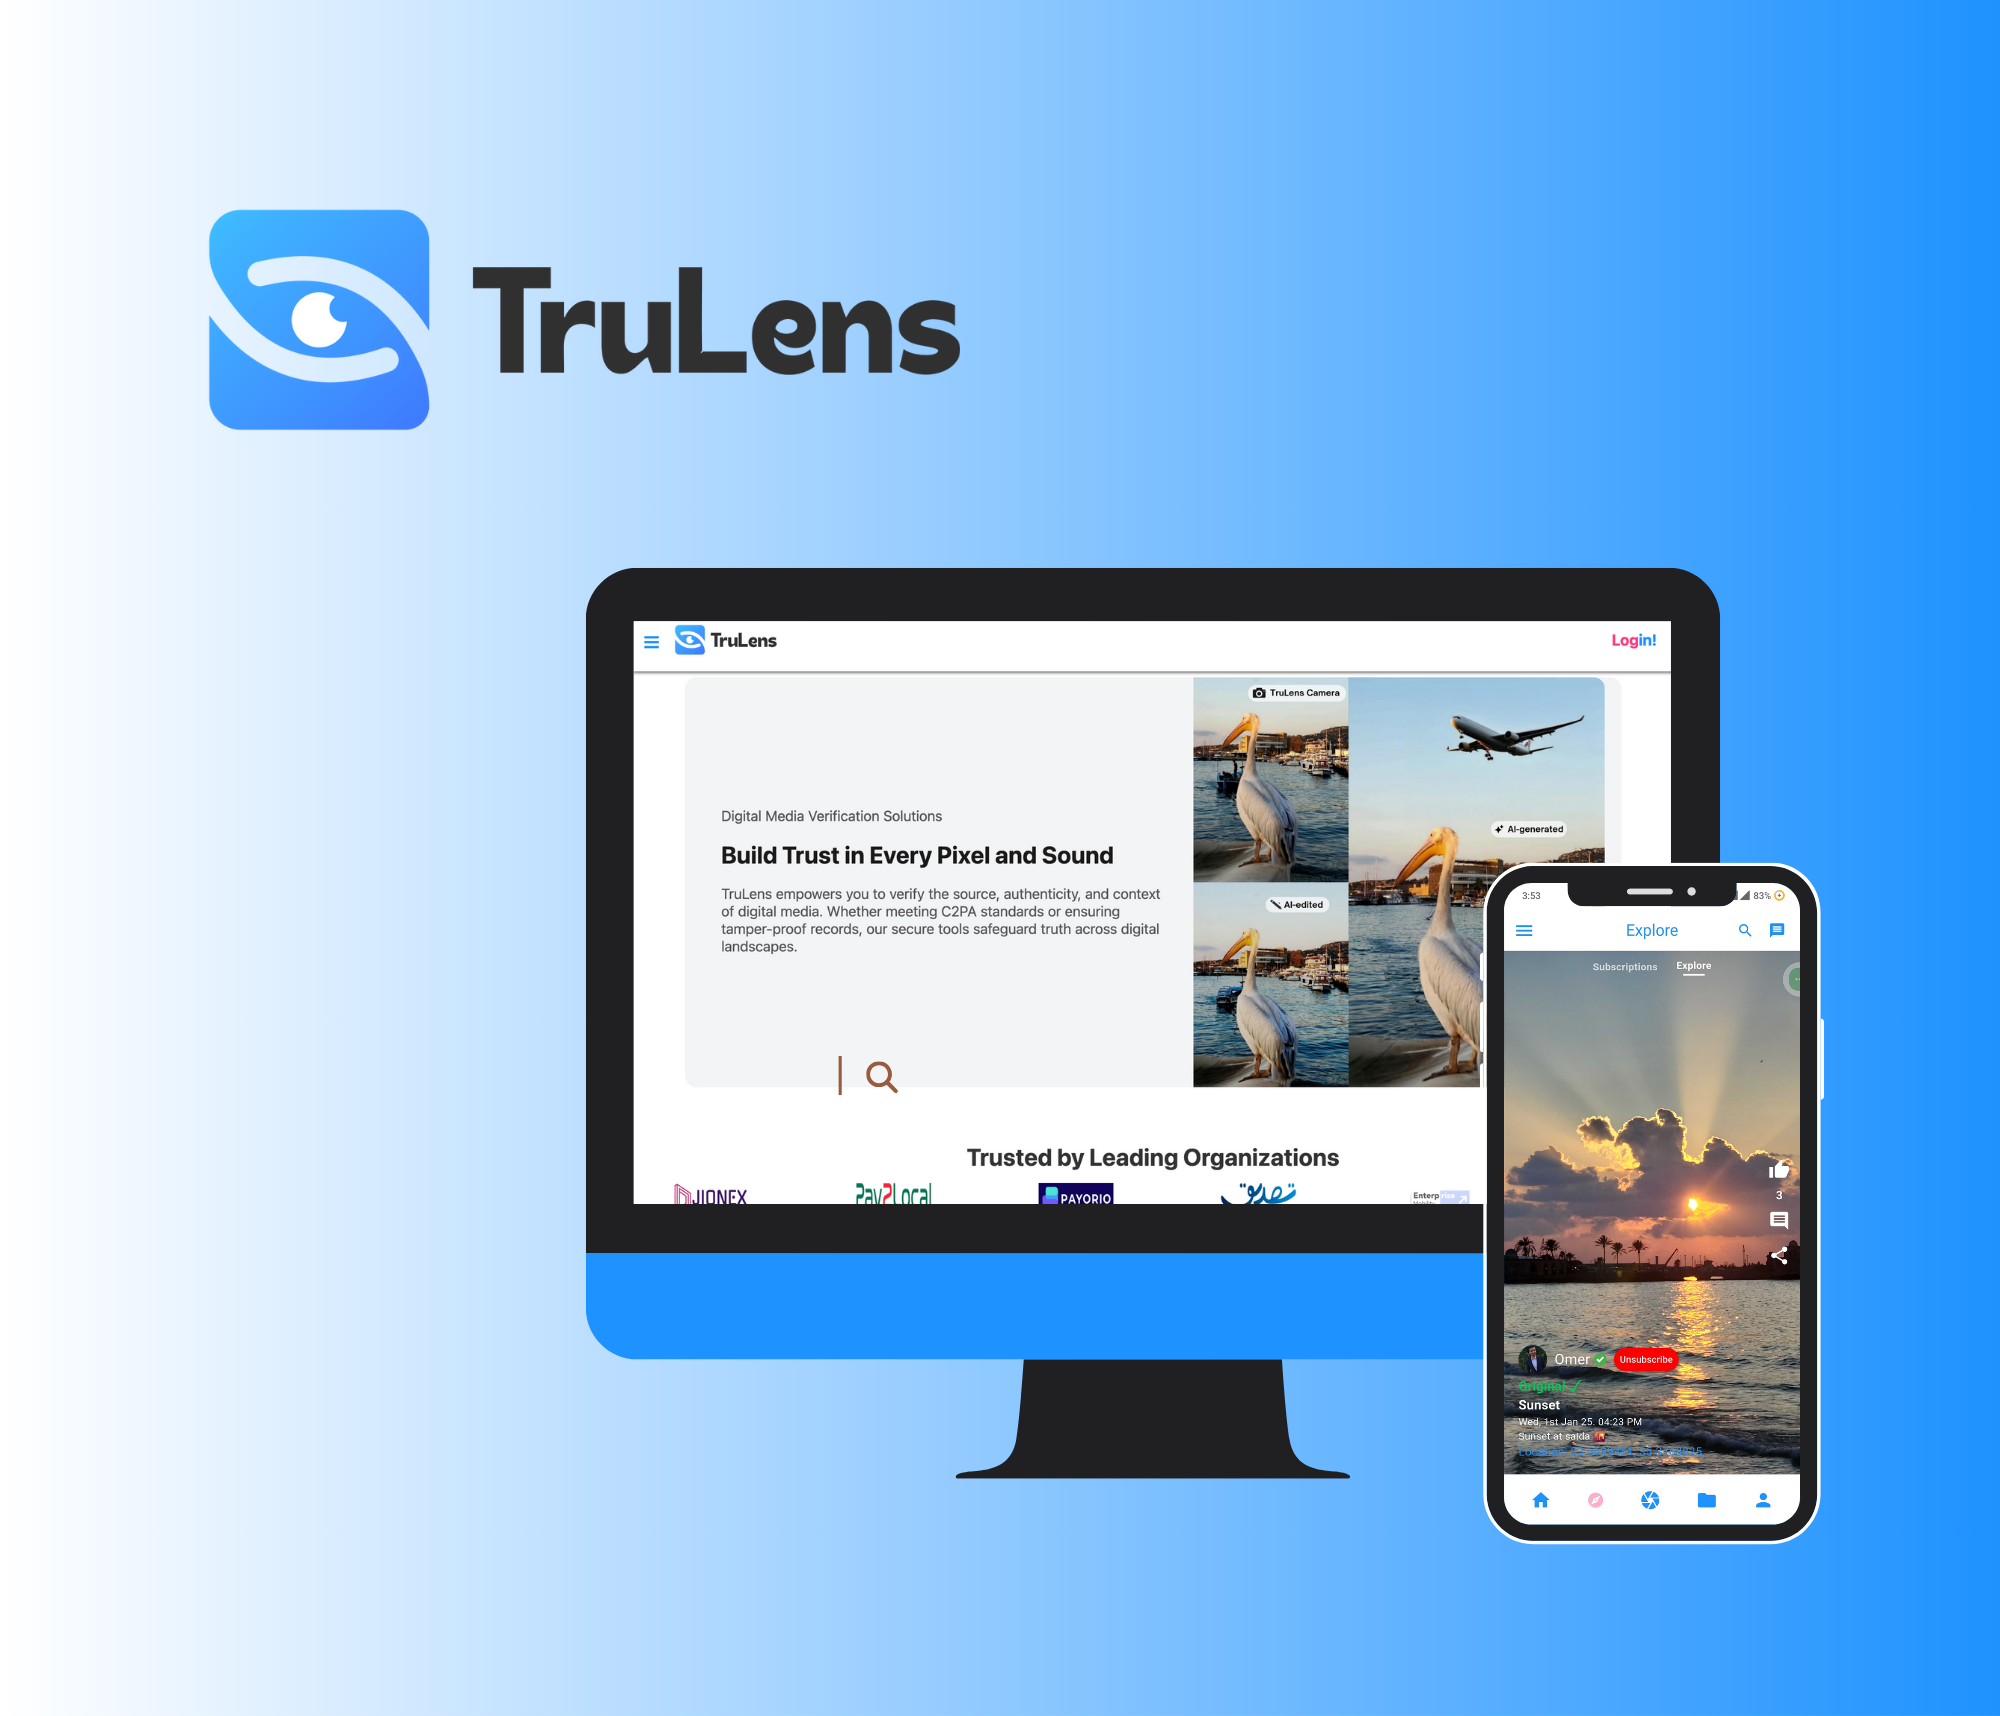 TruLens
TruLens
Login!
TruLens Camera
AI-generated
AI-edited
Digital Media Verification Solutions
Build Trust in Every Pixel and Sound
TruLens empowers you to verify the source, authenticity, and context
of digital media. Whether meeting C2PA standards or ensuring
tamper-proof records, our secure tools safeguard truth across digital
landscapes.
Trusted by Leading Organizations
Pay2Local
PAYORIO
تصديق
Enterprise
Mobility
3:53
83%
Explore
Subscriptions Explore
3
Omer Unsubscribe
Original
Sunset
Wed, 1st Jan 25. 04:23 PM
Sunset at saida